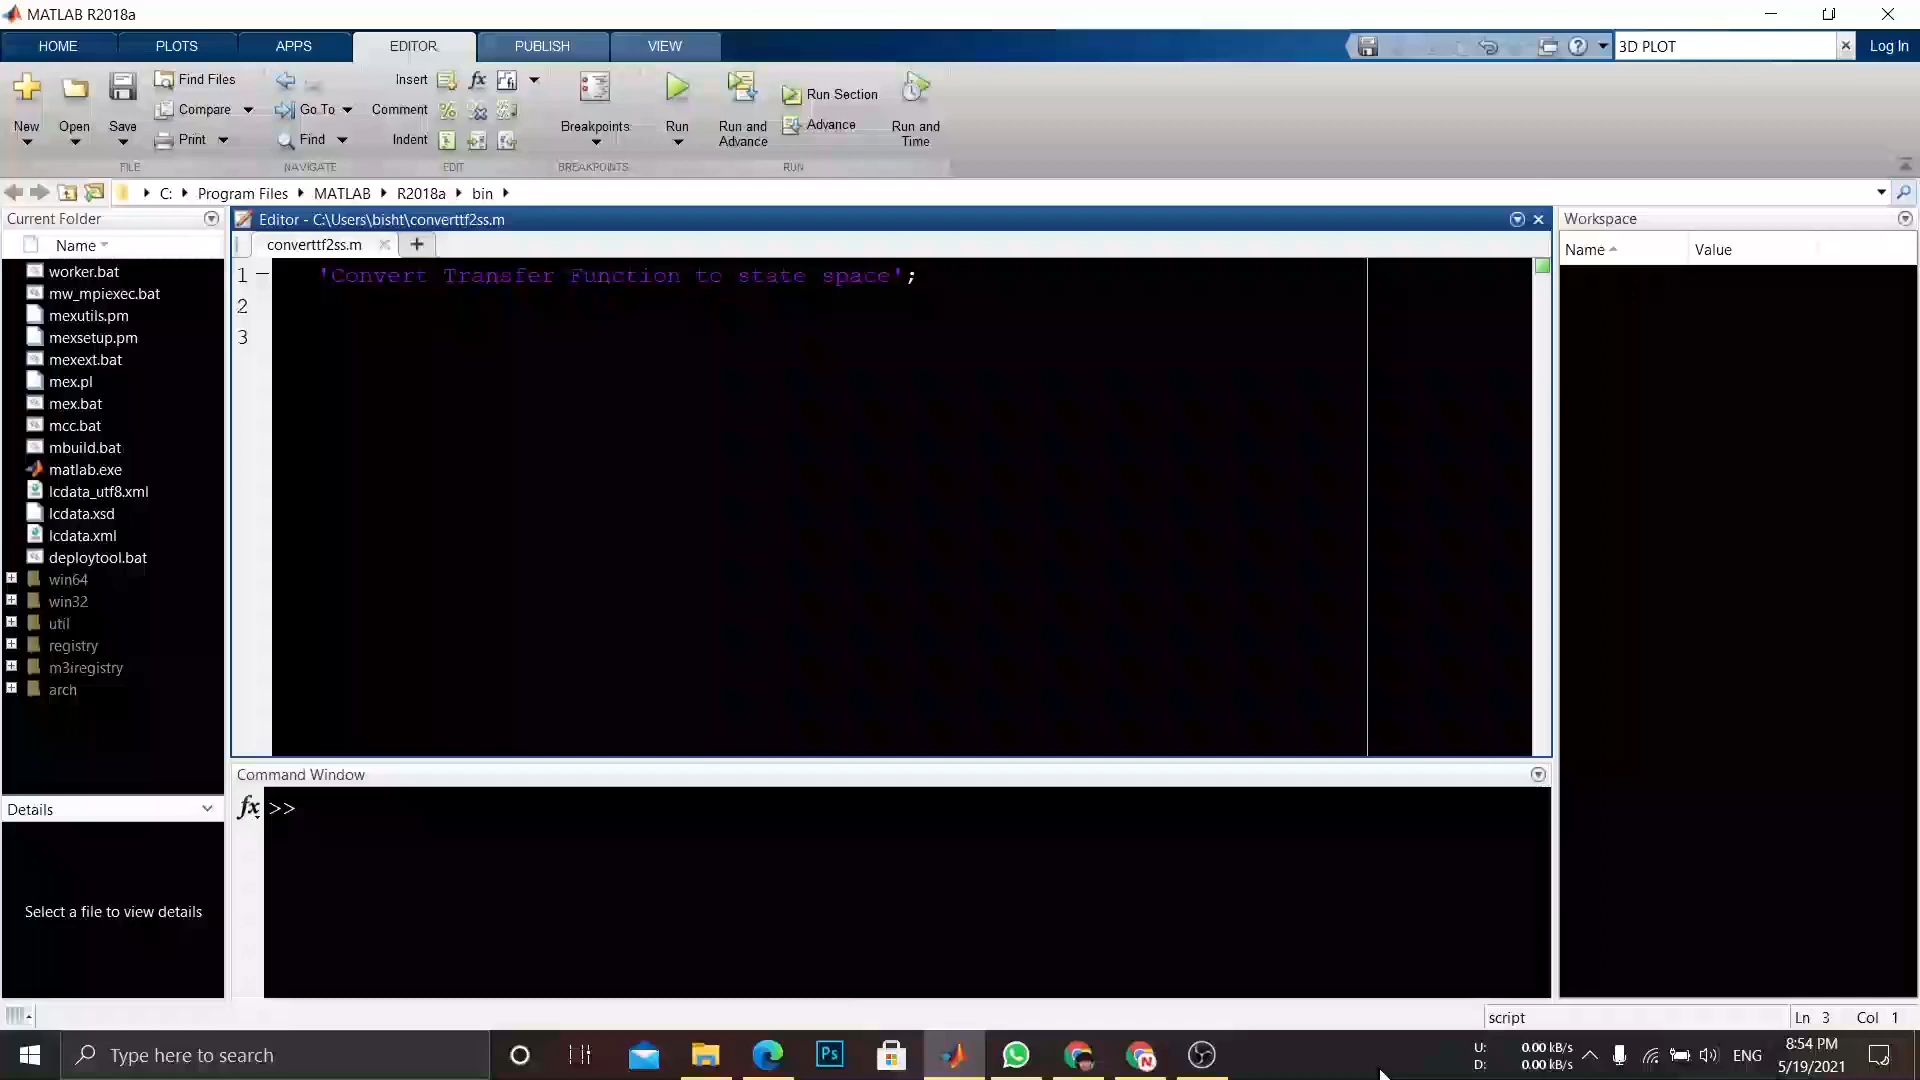 MATLAB R2018a
HOME PLOTS APPS EDITOR PUBLISH VIEW
3D PLOT
Log In
New
Open
Save
Find Files
Compare
Print
FILE
Go To
Find
NAVIGATE
Insert
Comment
Indent
EDIT
Breakpoints
BREAKPOINTS
Run
Run and
Advance
Run Section
Advance
Run and
Time
RUN
C: Program Files MATLAB R2018a bin
Current Folder
Name
worker.bat
mw_mpiexec.bat
mexutils.pm
mexsetup.pm
mexext.bat
mex.pl
mex.bat
mcc.bat
mbuild.bat
matlab.exe
lcdata_utf8.xml
lcdata.xsd
lcdata.xml
deploytool.bat
win64
win32
util
registry
m3iregistry
arch
Details
Select a file to view details
Editor - C:\Users\bisht\converttf2ss.m
converttf2ss.m
1 'Convert Transfer Function to state space';
2
3
Command Window
fx >>
Workspace
Name Value
script Ln 3 Col 1
Type here to search
Ps
N
U: 0.00 kB/s
D: 0.00 kB/s
ENG
8:54 PM
5/19/2021